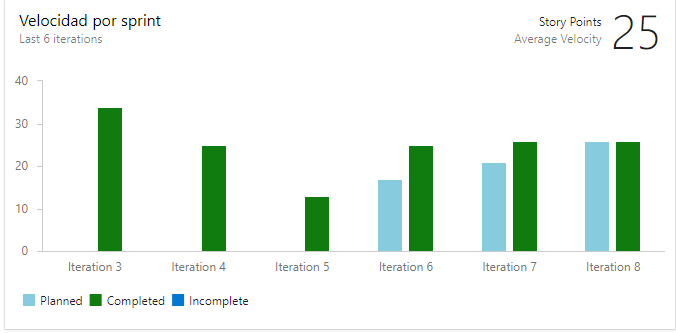 Velocidad por sprint
Last 6 iterations
Story Points
Average Velocity
25
40
30
20
10
0
Iteration 3 Iteration 4 Iteration 5 Iteration 6 Iteration 7 Iteration 8
Planned Completed Incomplete